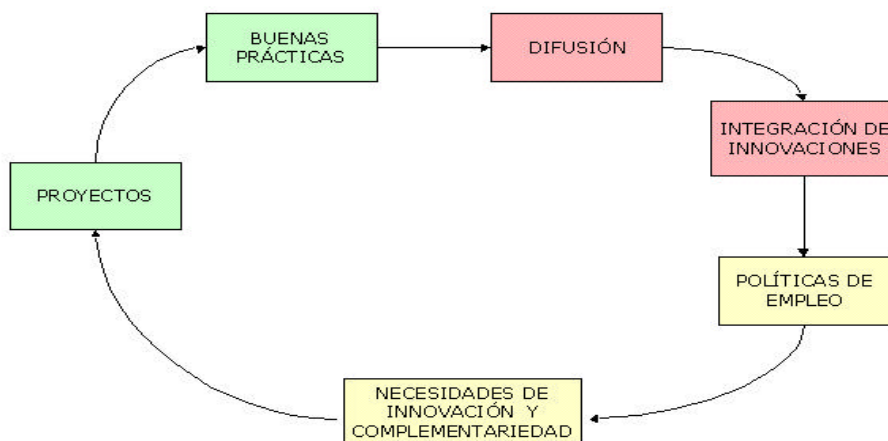 BUENAS
PRÁCTICAS
DIFUSIÓN
INTEGRACIÓN DE
INNOVACIONES
PROYECTOS
POLÍTICAS DE
EMPLEO
NECESIDADES DE
INNOVACIÓN Y
COMPLEMENTARIEDAD